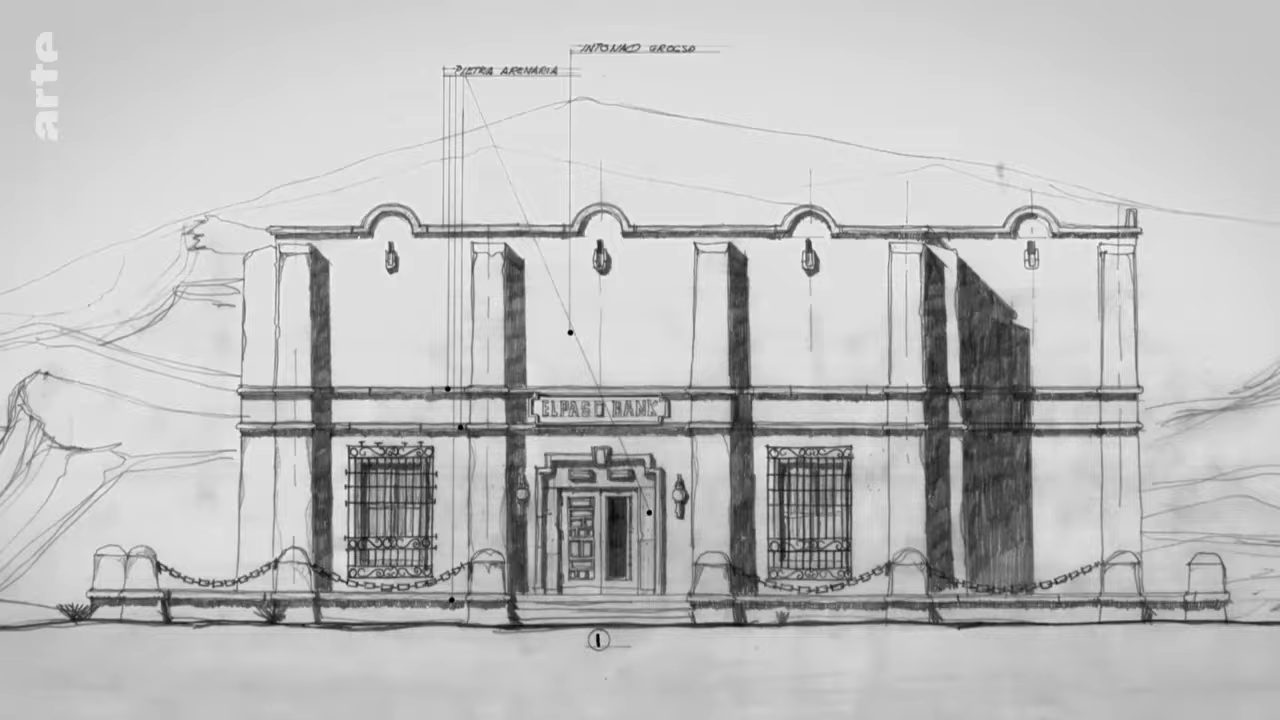 arte
INTONACO GROSSO
PIETRA ARENARIA
EL PASO BANK
1